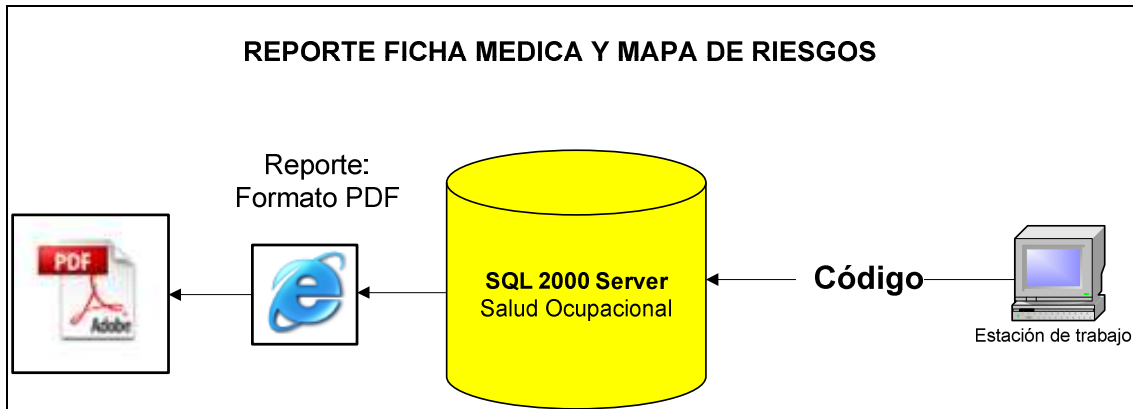 REPORTE FICHA MEDICA Y MAPA DE RIESGOS
Reporte:
Formato PDF
PDF
Adobe
SQL 2000 Server
Salud Ocupacional
Código
Estación de trabajo